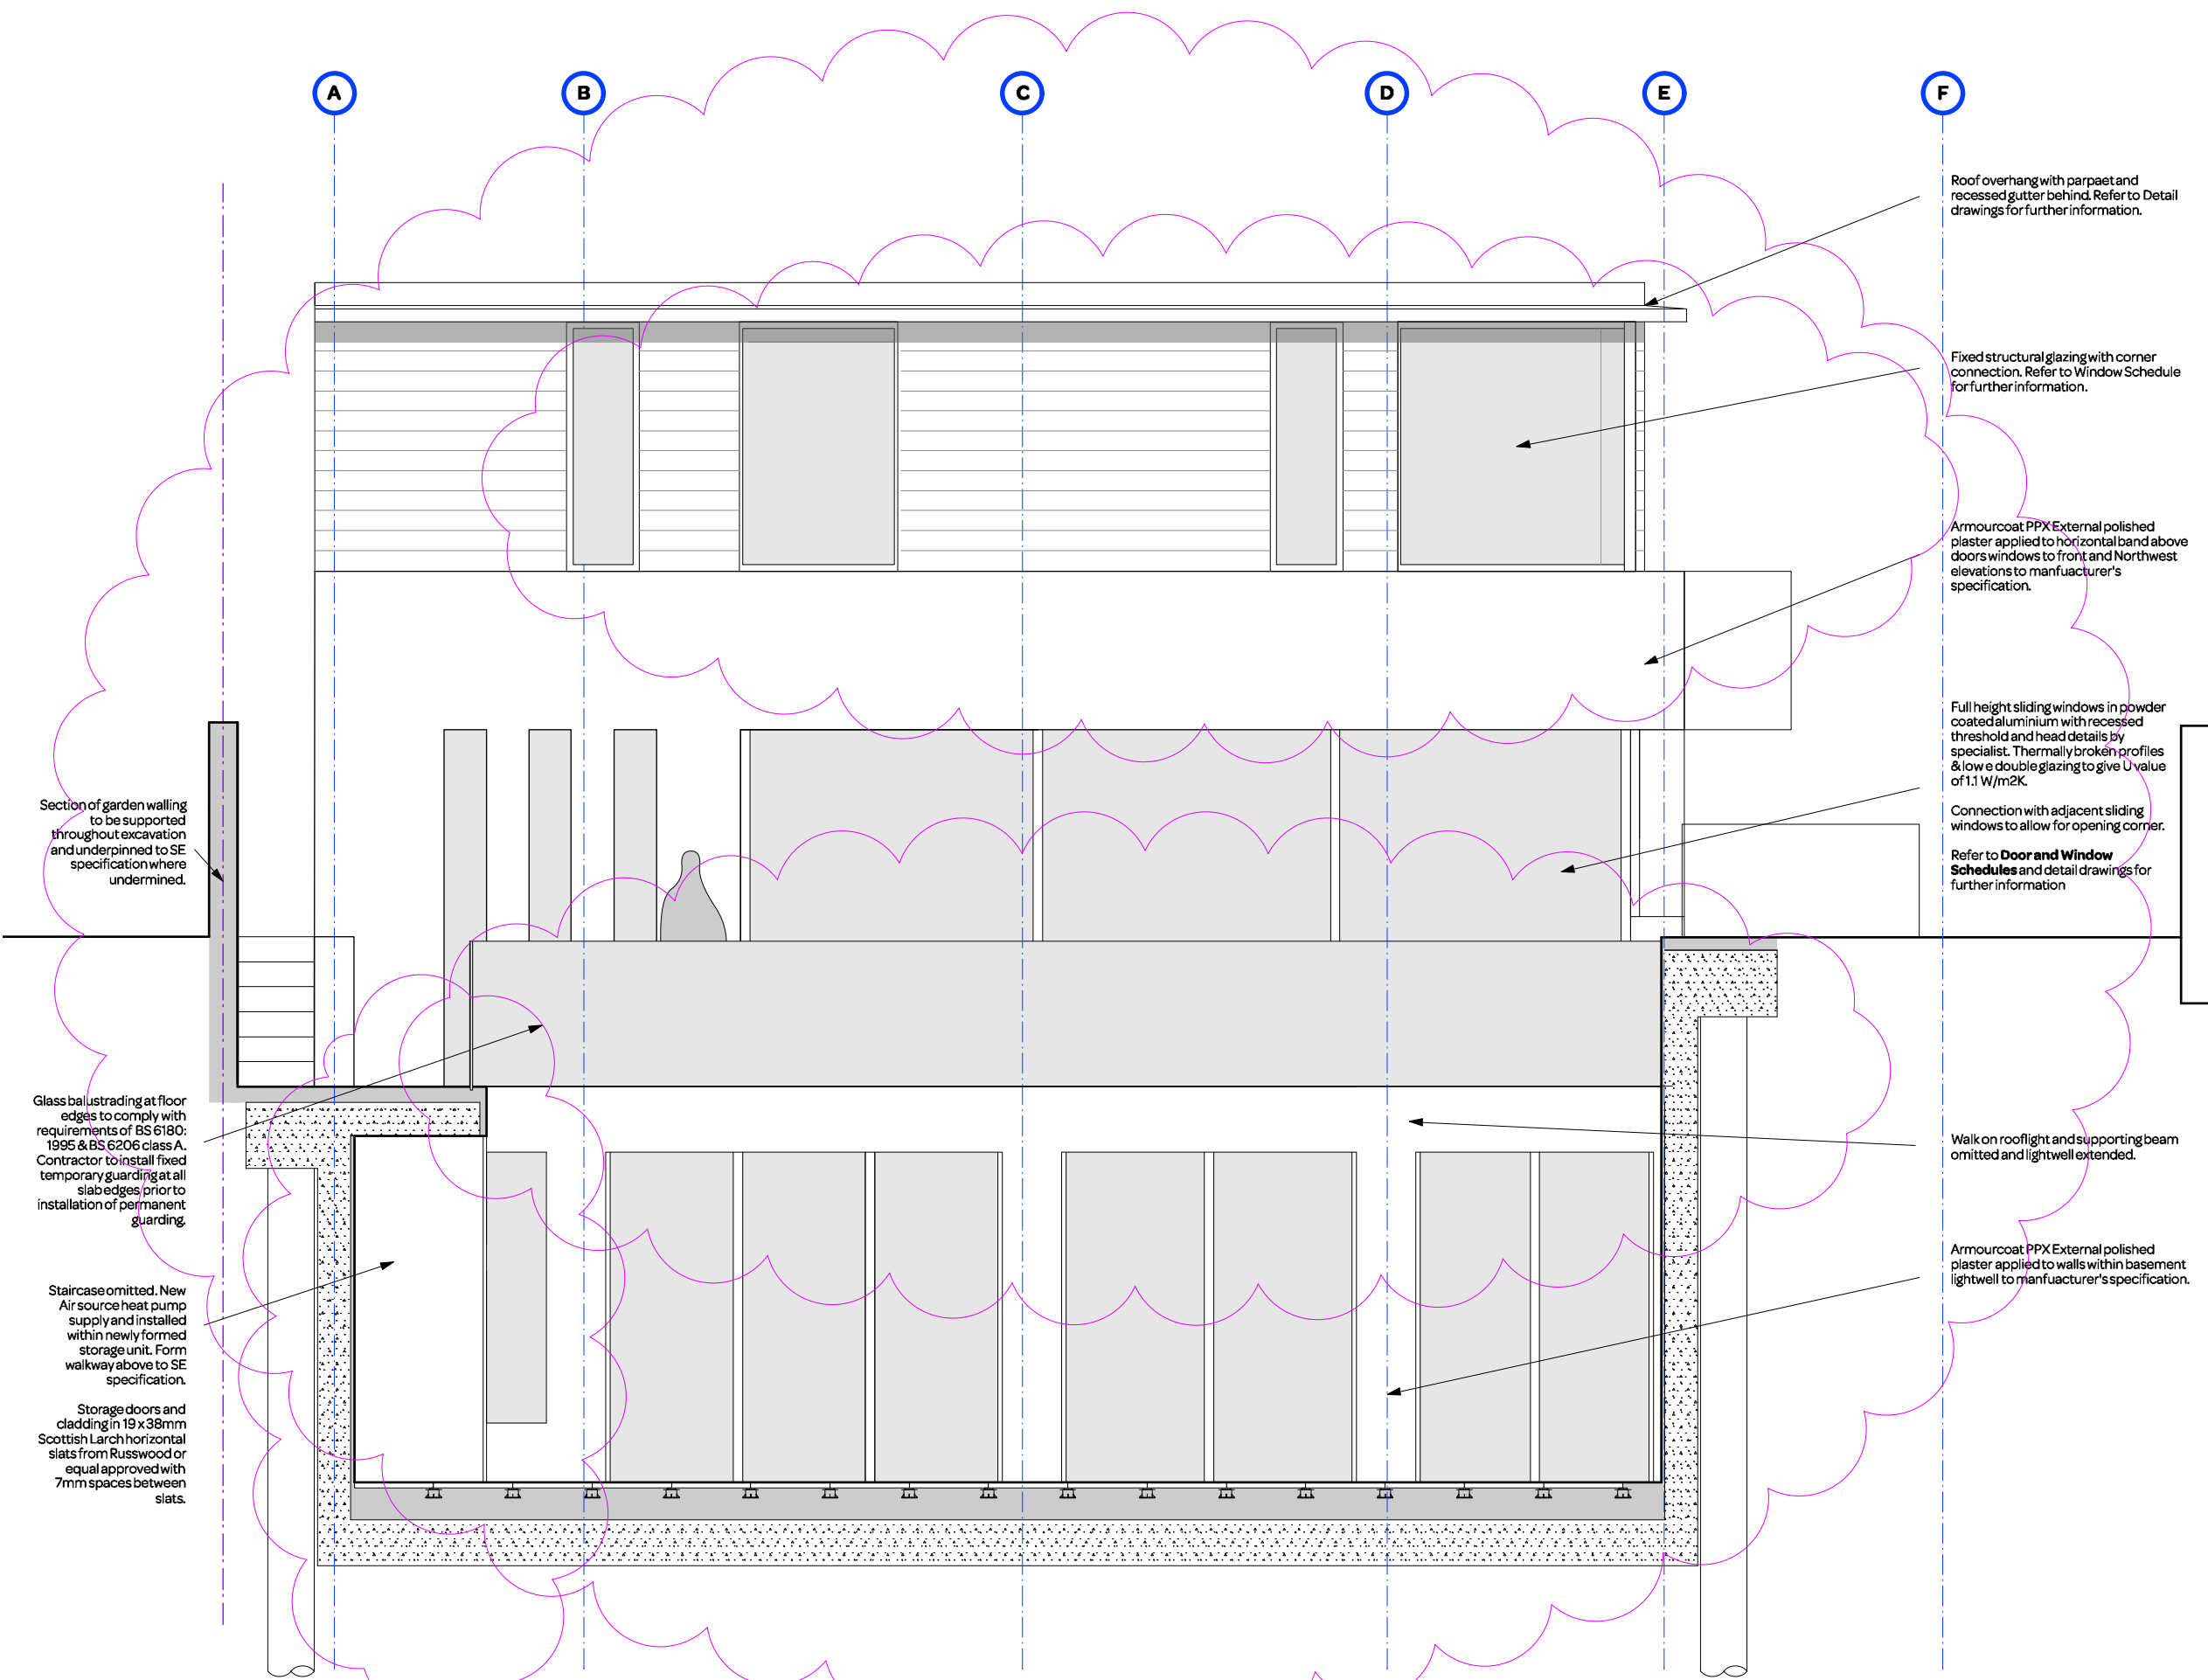 A
B
C
D
E
F
Roof overhang with parpaet and
recessed gutter behind. Refer to Detail
drawings for further information.
Fixed structural glazing with corner
connection. Refer to Window Schedule
for further information.
Armourcoat PPX External polished
plaster applied to horizontal band above
doors windows to front and Northwest
elevations to manfuacturer's
specification.
Full height sliding windows in powder
coated aluminium with recessed
threshold and head details by
specialist. Thermally broken profiles
& low e double glazing to give U value
of 1.1 W/m2K.
Connection with adjacent sliding
windows to allow for opening corner.
Refer to Door and Window
Schedules and detail drawings for
further information
Section of garden walling
to be supported
throughout excavation
and underpinned to SE
specification where
undermined.
Glass balustrading at floor
edges to comply with
requirements of BS 6180:
1995 & BS 6206 class A.
Contractor to install fixed
temporary guarding at all
slab edges prior to
installation of permanent
guarding.
Walk on rooflight and supporting beam
omitted and lightwell extended.
Armourcoat PPX External polished
plaster applied to walls within basement
lightwell to manfuacturer's specification.
Staircase omitted. New
Air source heat pump
supply and installed
within newly formed
storage unit. Form
walkway above to SE
specification.
Storage doors and
cladding in 19 x 38mm
Scottish Larch horizontal
slats from Russwood or
equal approved with
7mm spaces between
slats.